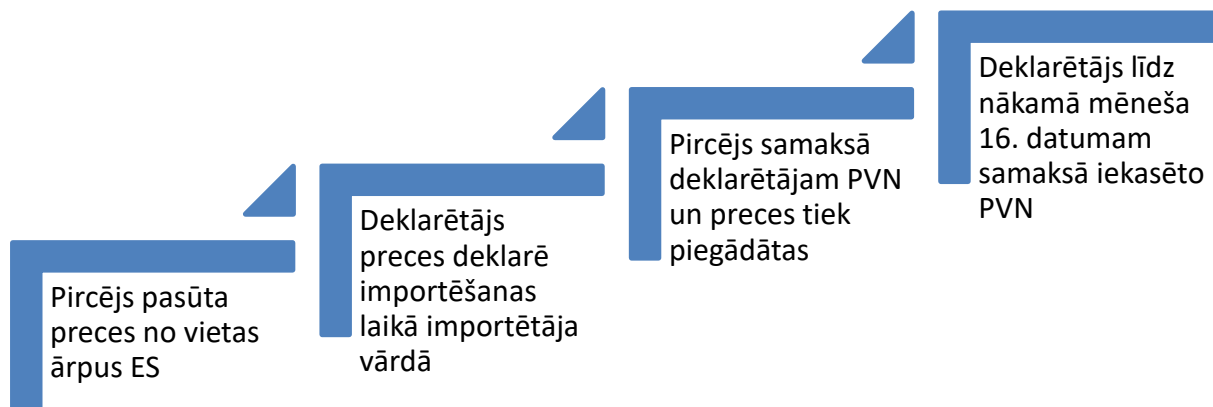 Pircējs pasūta
preces no vietas
ārpus ES
Deklarētājs
preces deklarē
importēšanas
laikā importētāja
vārdā
Pircējs samaksā
deklarētājam PVN
un preces tiek
piegādātas
Deklarētājs līdz
nākamā mēneša
16. datumam
samaksā iekasēto
PVN